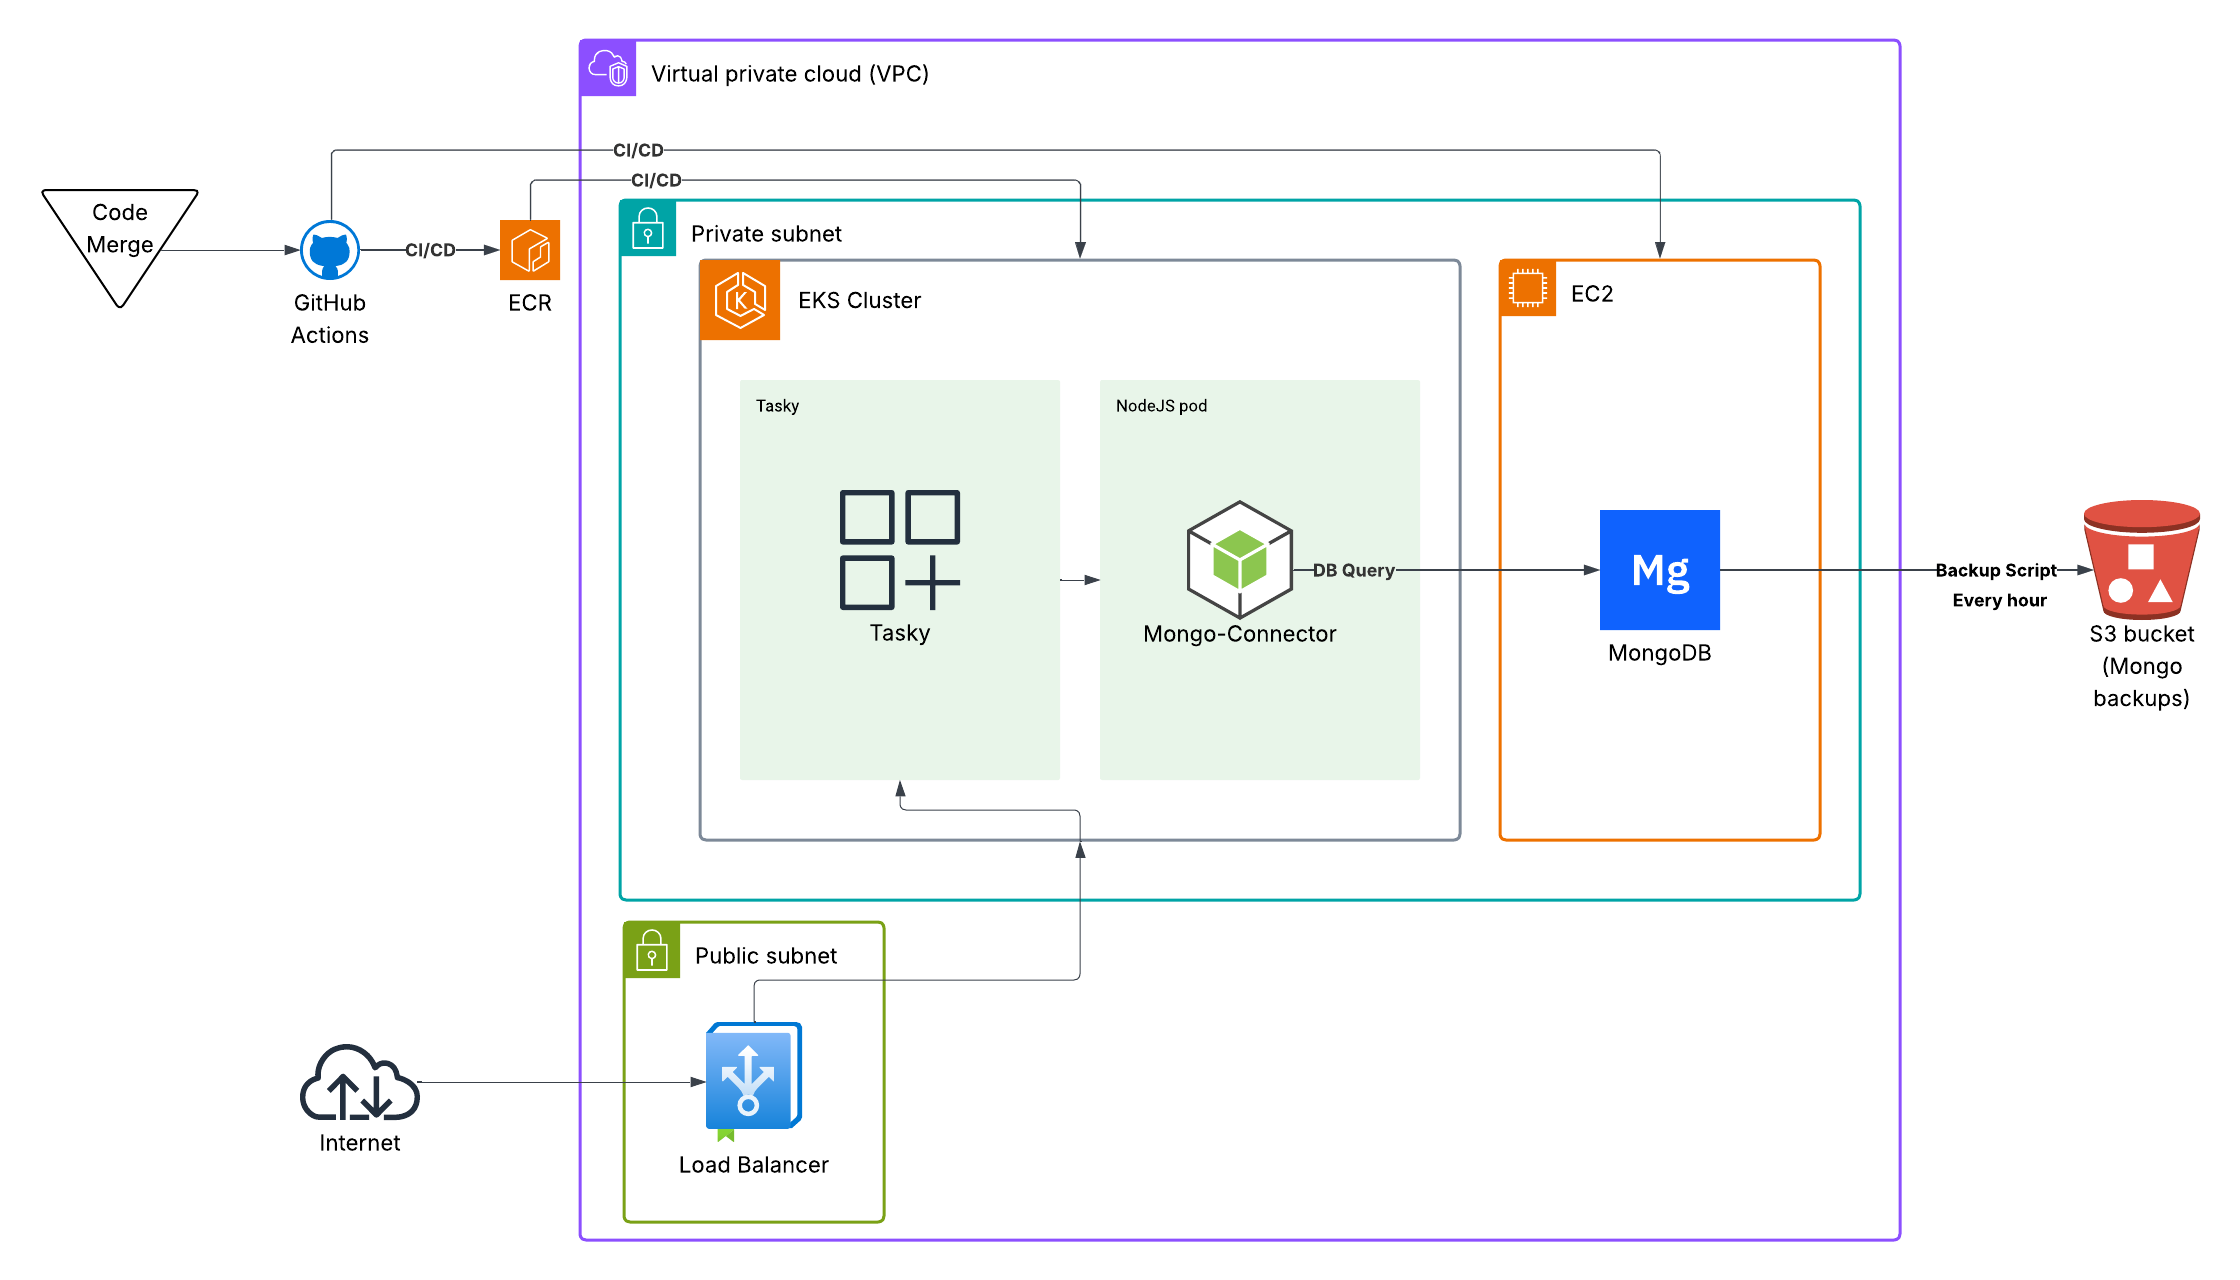 Virtual private cloud (VPC)
CI/CD
CI/CD
Code
Merge
CI/CD
GitHub
Actions
ECR
Private subnet
EKS Cluster
K
EC2
Tasky
NodeJS pod
Tasky
Mongo-Connector
DB Query
Mg
MongoDB
Backup Script
Every hour
S3 bucket
(Mongo
backups)
Public subnet
Load Balancer
Internet